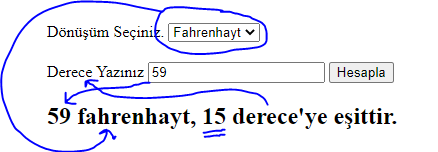 Dönüşüm Seçiniz. Fahrenhayt
Derece Yazınız 59 Hesapla
59 fahrenhayt, 15 derece'ye eşittir.